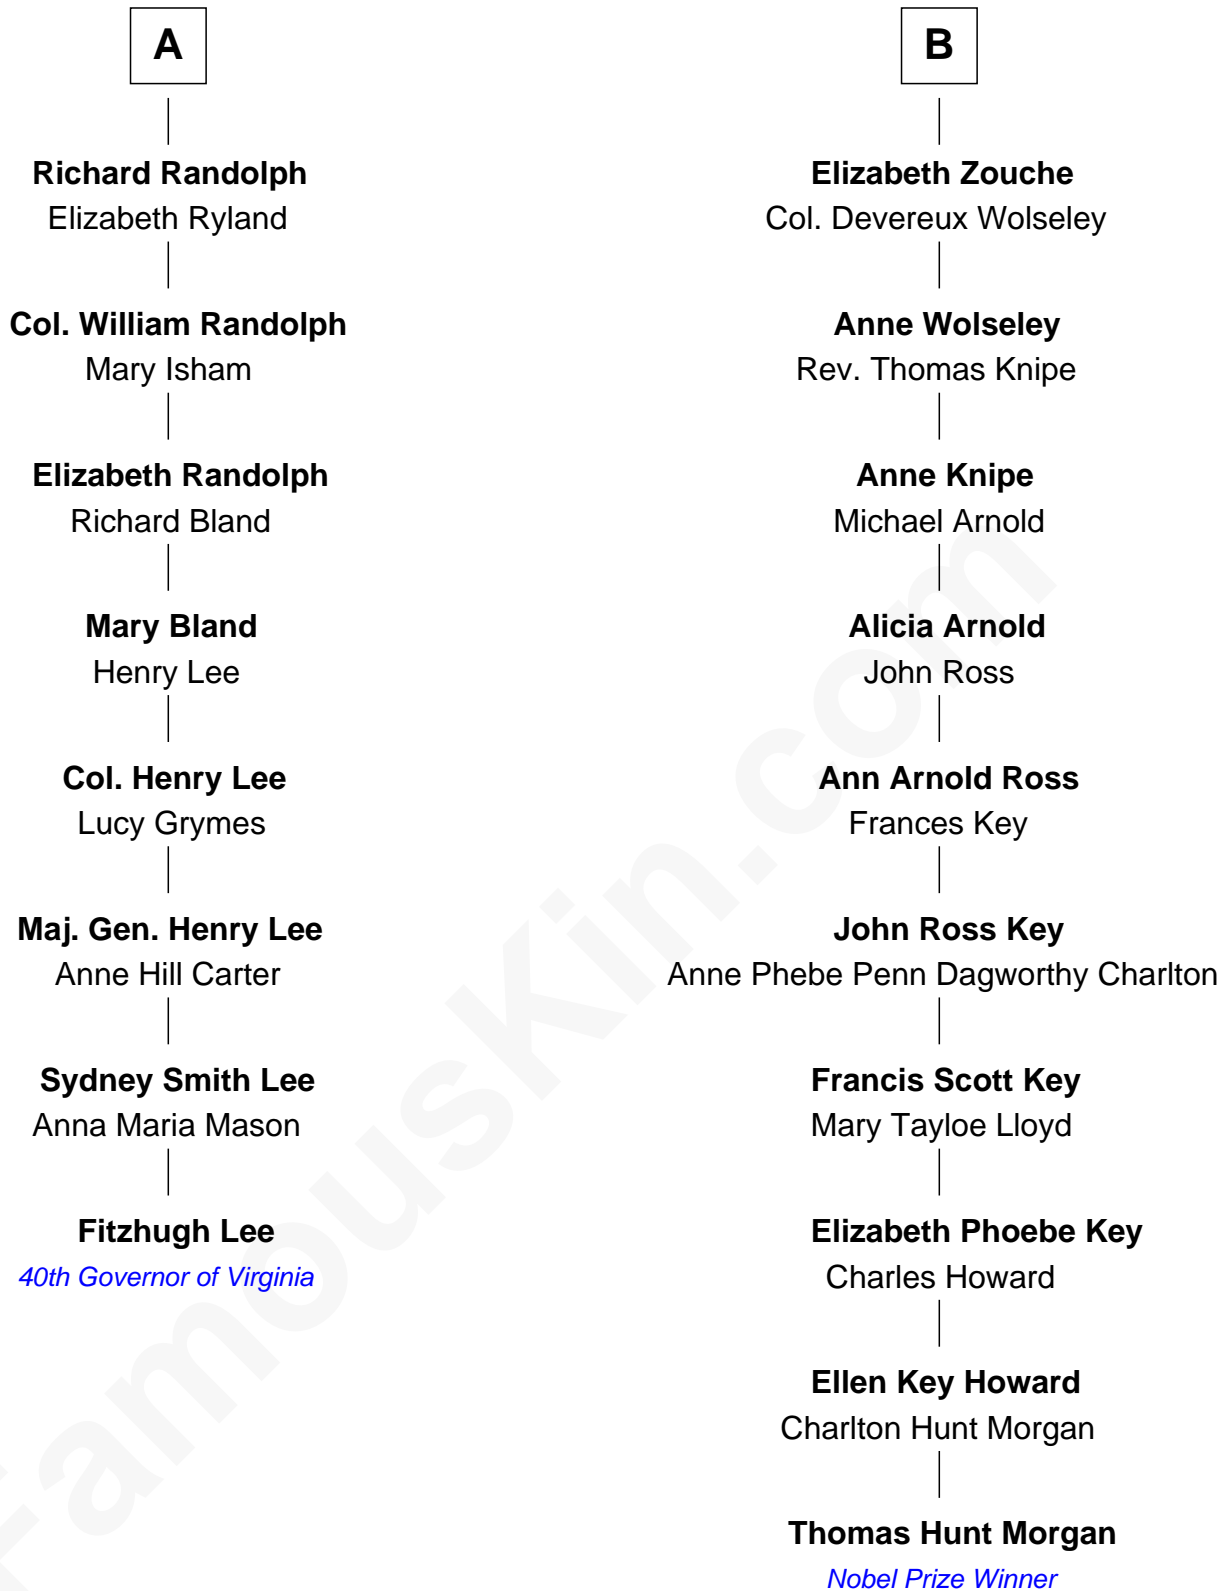 A
Richard Randolph
Elizabeth Ryland
Col. William Randolph
Mary Isham
Elizabeth Randolph
Richard Bland
Mary Bland
Henry Lee
Col. Henry Lee
Lucy Grymes
Maj. Gen. Henry Lee
Anne Hill Carter
Sydney Smith Lee
Anna Maria Mason
Fitzhugh Lee
40th Governor of Virginia
B
Elizabeth Zouche
Col. Devereux Wolseley
Anne Wolseley
Rev. Thomas Knipe
Anne Knipe
Michael Arnold
Alicia Arnold
John Ross
Ann Arnold Ross
Frances Key
John Ross Key
Anne Phebe Penn Dagworthy Charlton
Francis Scott Key
Mary Tayloe Lloyd
Elizabeth Phoebe Key
Charles Howard
Ellen Key Howard
Charlton Hunt Morgan
Thomas Hunt Morgan
Nobel Prize Winner
FamousKin.com